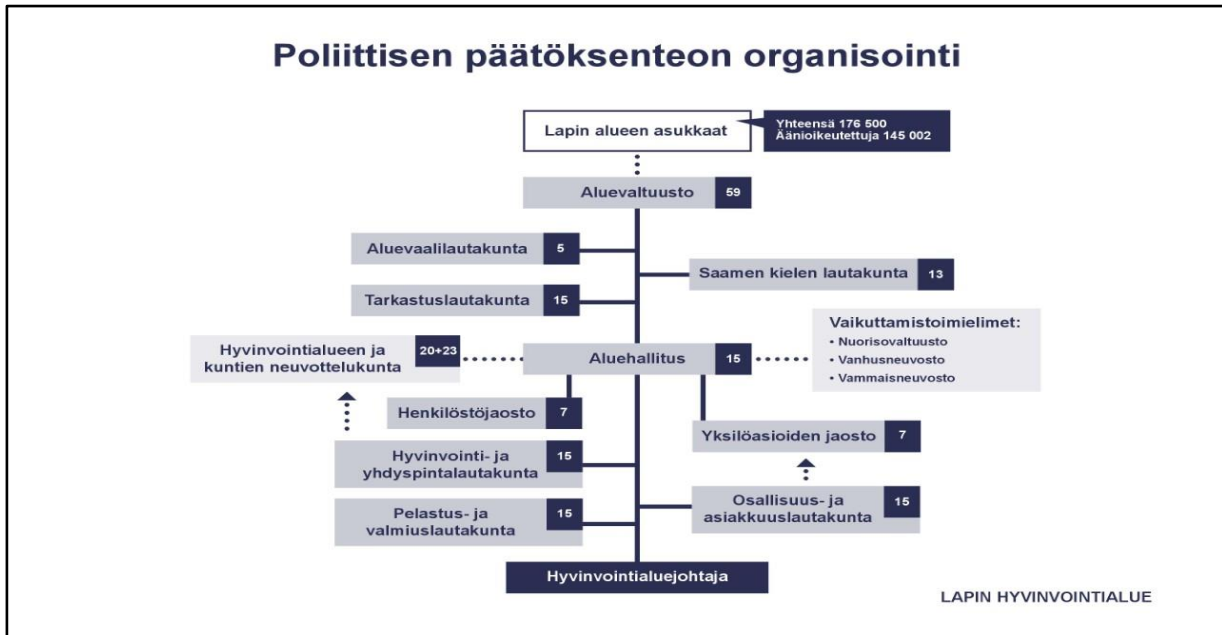 Poliittisen päätöksenteon organisointi
Lapin alueen asukkaat
Yhteensä 176 500
Äänioikeutettuja 145 002
Aluevaltuusto 59
Aluevaalilautakunta 5
Saamen kielen lautakunta 13
Tarkastuslautakunta 15
Hyvinvointialueen ja
kuntien neuvottelukunta
20+23
Aluehallitus 15
Vaikuttamistoimielimet:
• Nuorisovaltuusto
• Vanhusneuvosto
• Vammaisneuvosto
Henkilöstöjaosto 7
Yksilöasioiden jaosto 7
Hyvinvointi- ja
yhdyspintalautakunta
15
Osallisuus- ja
asiakkuuslautakunta
15
Pelastus- ja
valmiuslautakunta
15
Hyvinvointialuejohtaja
LAPIN HYVINVOINTIALUE